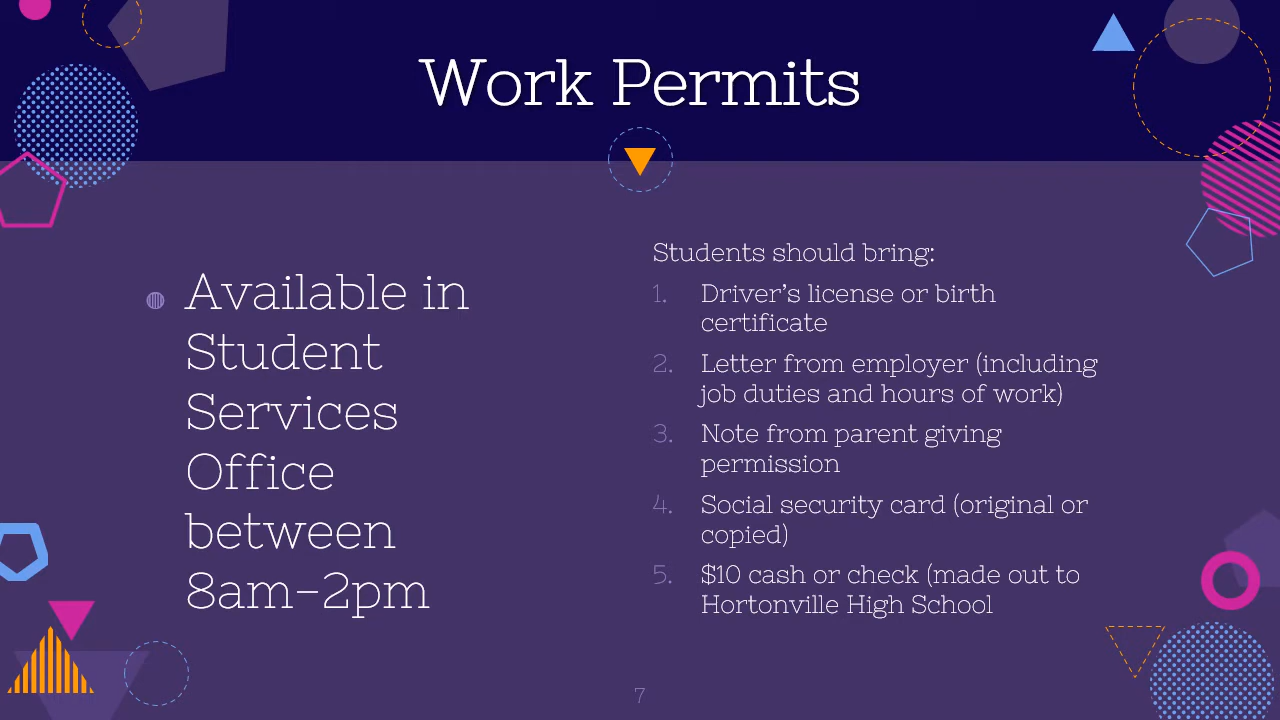 Work Permits
Available in
Student
Services
Office
between
8am-2pm
Students should bring:
1. Driver's license or birth
certificate
2. Letter from employer (including
job duties and hours of work)
3. Note from parent giving
permission
4. Social security card (original or
copied)
5. $10 cash or check (made out to
Hortonville High School
7